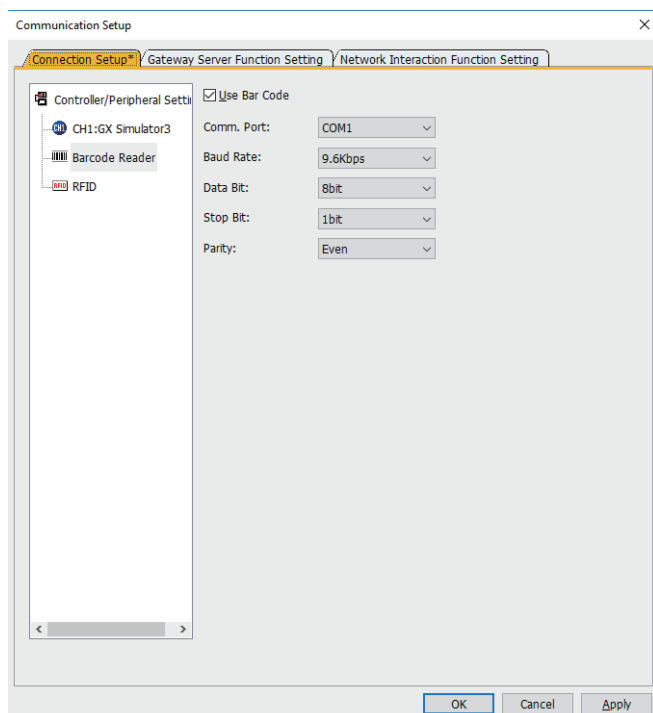 Communication Setup
Connection Setup* Gateway Server Function Setting Network Interaction Function Setting
Controller/Peripheral Setti
CH1 CH1:GX Simulator3
Barcode Reader
RFID RFID
Use Bar Code
Comm. Port: COM1
Baud Rate: 9.6Kbps
Data Bit: 8bit
Stop Bit: 1bit
Parity: Even
OK Cancel Apply